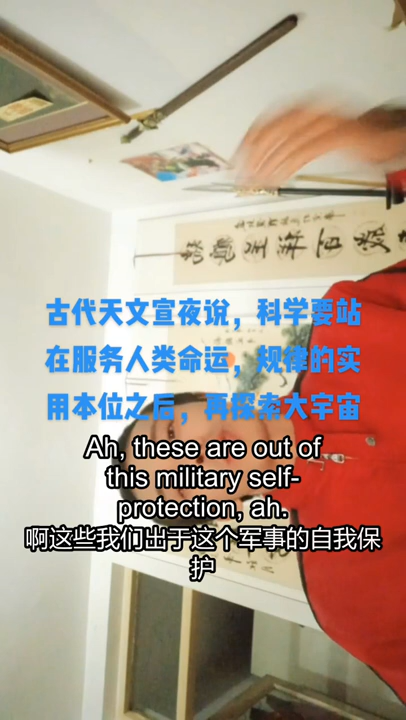 古代天文宣夜说，科学要站
在服务人类命运，规律的实
用本位之后，再探索大宇宙
Ah, these are out of
this military self-
protection, ah.
啊这些我们出于这个军事的自我保
护